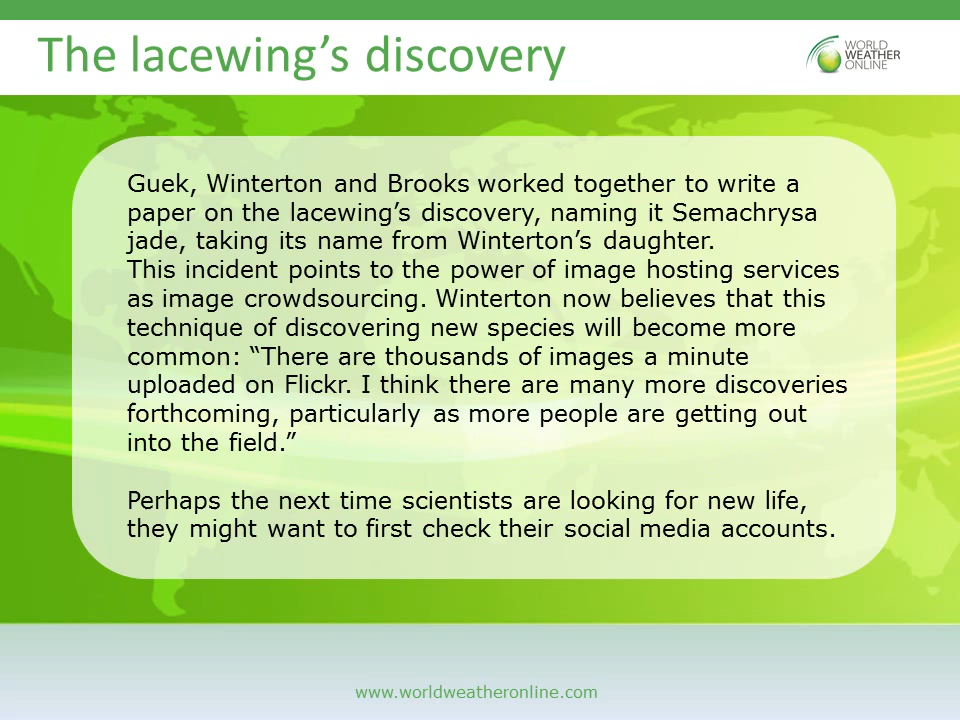 The lacewing’s discovery
WORLD
WEATHER
ONLINE
Guek, Winterton and Brooks worked together to write a
paper on the lacewing’s discovery, naming it Semachrysa
jade, taking its name from Winterton’s daughter.
This incident points to the power of image hosting services
as image crowdsourcing. Winterton now believes that this
technique of discovering new species will become more
common: “There are thousands of images a minute
uploaded on Flickr. I think there are many more discoveries
forthcoming, particularly as more people are getting out
into the field.”
Perhaps the next time scientists are looking for new life,
they might want to first check their social media accounts.
www.worldweatheronline.com